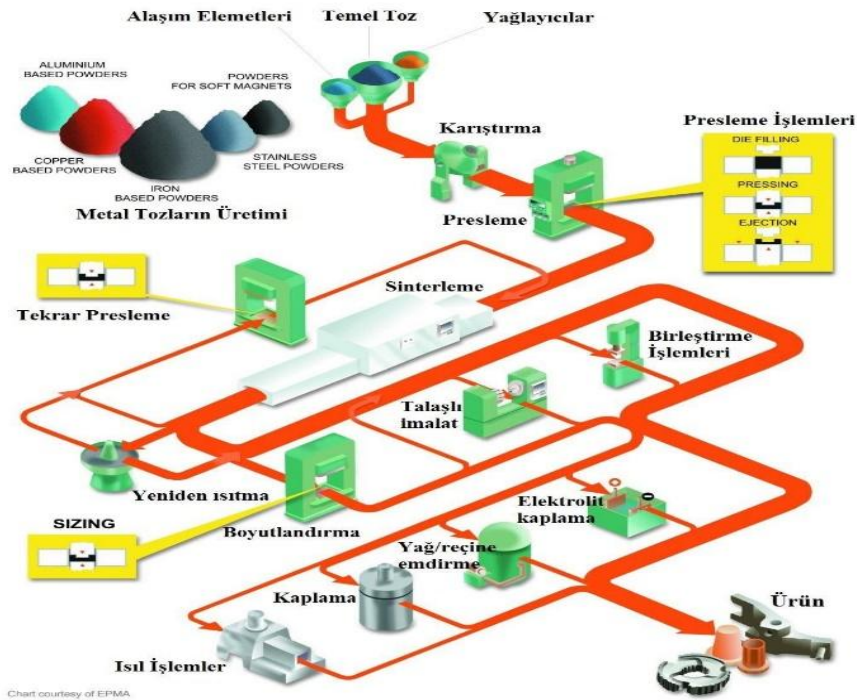 Alaşım Elemetleri
Temel Toz
Yağlayıcılar
ALUMINIUM
BASED POWDERS
POWDERS
FOR SOFT MAGNETS
COPPER
BASED POWDERS
STAINLESS
STEEL POWDERS
IRON
BASED POWDERS
Metal Tozların Üretimi
Karıştırma
Presleme
Presleme İşlemleri
DIE FILLING
PRESSING
EJECTION
Tekrar Presleme
Sinterleme
Birleştirme
İşlemleri
Talaşlı
imalat
Yeniden ısıtma
SIZING
Boyutlandırma
Elektrolit
kaplama
Yağ/reçine
emdirme
Kaplama
Ürün
Isıl İşlemler
Chart courtesy of EPMA